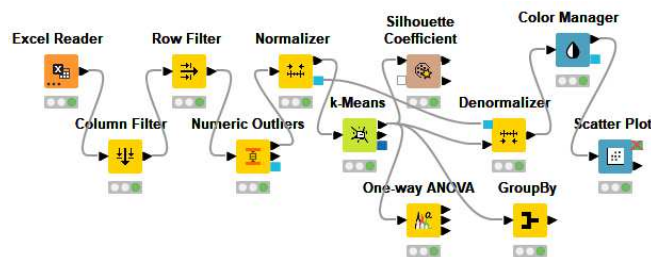 Excel Reader
Row Filter
Normalizer
Silhouette
Coefficient
Color Manager
Column Filter
Numeric Outliers
k-Means
Denormalizer
Scatter Plot
One-way ANOVA
GroupBy